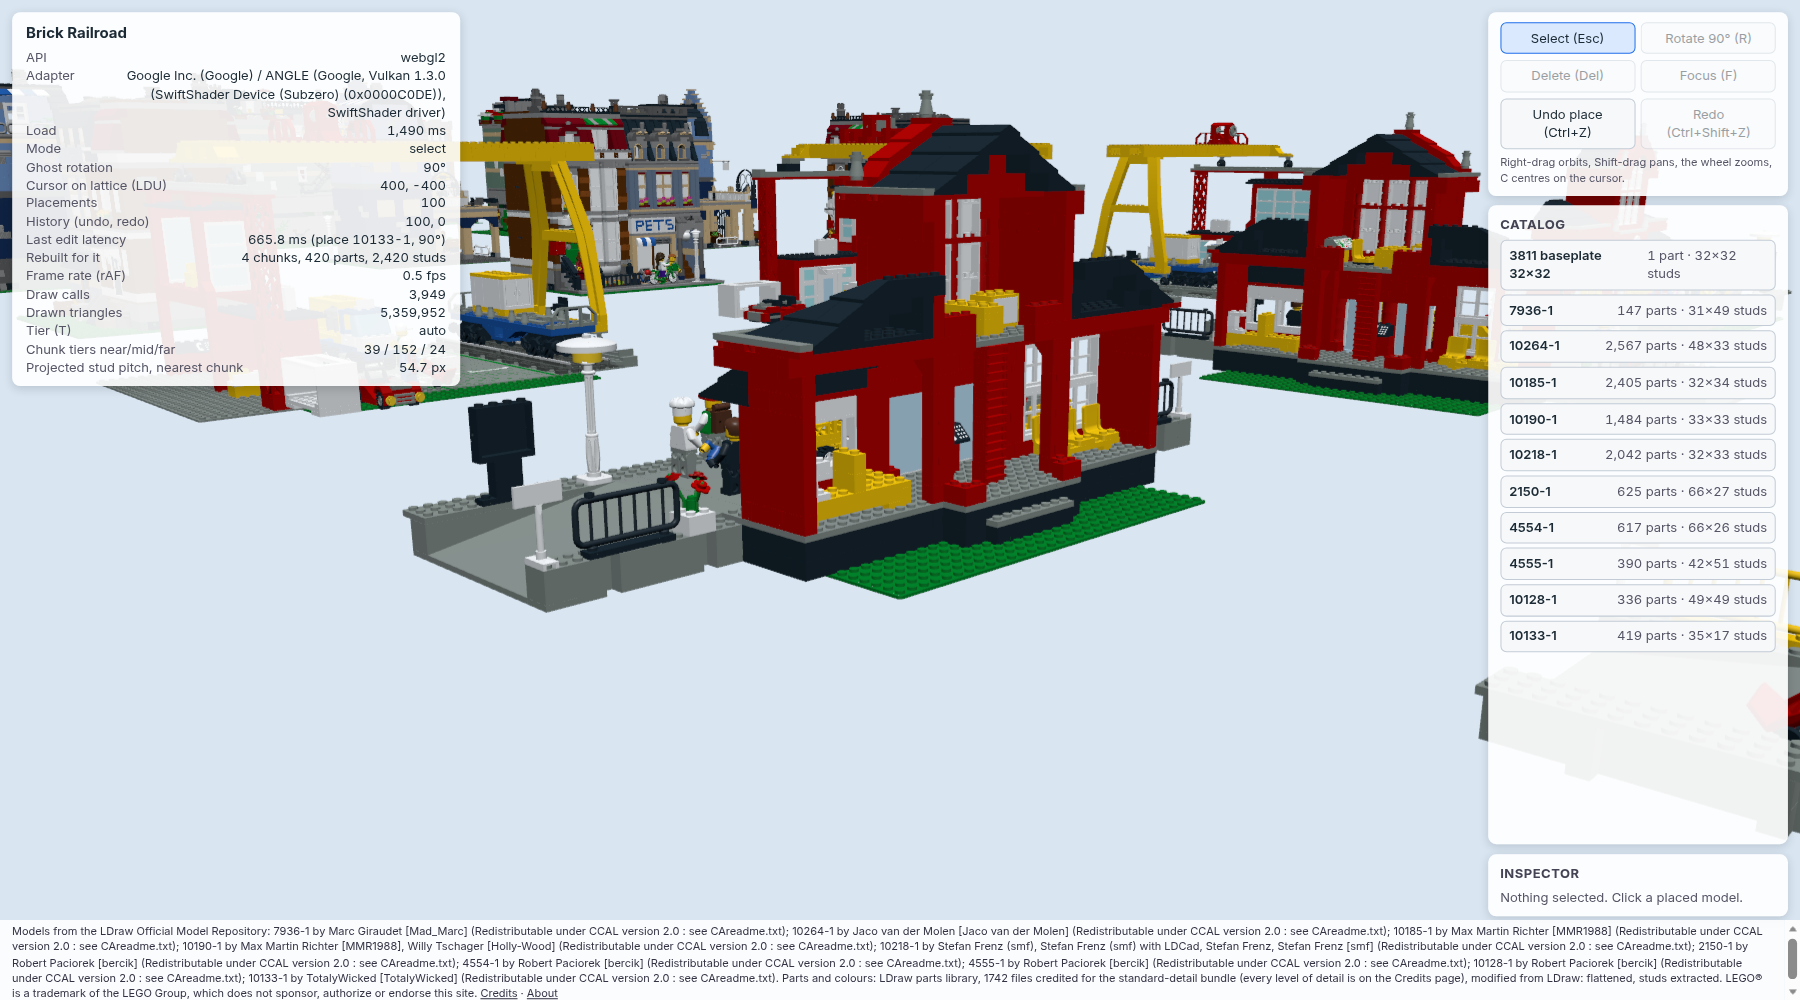 Brick Railroad
API webgl2
Adapter Google Inc. (Google) / ANGLE (Google, Vulkan 1.3.0
(SwiftShader Device (Subzero) (0x0000C0DE)),
SwiftShader driver)
Load 1,490 ms
Mode select
Ghost rotation 90°
Cursor on lattice (LDU) 400, -400
Placements 100
History (undo, redo) 100, 0
Last edit latency 665.8 ms (place 10133-1, 90°)
Rebuilt for it 4 chunks, 420 parts, 2,420 studs
Frame rate (rAF) 0.5 fps
Draw calls 3,949
Drawn triangles 5,359,952
Tier (T) auto
Chunk tiers near/mid/far 39 / 152 / 24
Projected stud pitch, nearest chunk 54.7 px
PETS
Select (Esc) Rotate 90° (R)
Delete (Del) Focus (F)
Undo place (Ctrl+Z) Redo (Ctrl+Shift+Z)
Right-drag orbits, Shift-drag pans, the wheel zooms,
C centres on the cursor.
CATALOG
3811 baseplate 32×32 1 part · 32×32 studs
7936-1 147 parts · 31×49 studs
10264-1 2,567 parts · 48×33 studs
10185-1 2,405 parts · 32×34 studs
10190-1 1,484 parts · 33×33 studs
10218-1 2,042 parts · 32×33 studs
2150-1 625 parts · 66×27 studs
4554-1 617 parts · 66×26 studs
4555-1 390 parts · 42×51 studs
10128-1 336 parts · 49×49 studs
10133-1 419 parts · 35×17 studs
INSPECTOR
Nothing selected. Click a placed model.
Models from the LDraw Official Model Repository: 7936-1 by Marc Giraudet [Mad_Marc] (Redistributable under CCAL version 2.0 : see CAreadme.txt); 10264-1 by Jaco van der Molen [Jaco van der Molen] (Redistributable under CCAL version 2.0 : see CAreadme.txt); 10185-1 by Max Martin Richter [MMR1988] (Redistributable under CCAL
version 2.0 : see CAreadme.txt); 10190-1 by Max Martin Richter [MMR1988], Willy Tschager [Holly-Wood] (Redistributable under CCAL version 2.0 : see CAreadme.txt); 10218-1 by Stefan Frenz (smf), Stefan Frenz (smf) with LDCad, Stefan Frenz, Stefan Frenz [smf] (Redistributable under CCAL version 2.0 : see CAreadme.txt); 2150-1 by
Robert Paciorek [bercik] (Redistributable under CCAL version 2.0 : see CAreadme.txt); 4554-1 by Robert Paciorek [bercik] (Redistributable under CCAL version 2.0 : see CAreadme.txt); 4555-1 by Robert Paciorek [bercik] (Redistributable under CCAL version 2.0 : see CAreadme.txt); 10128-1 by Robert Paciorek [bercik] (Redistributable
under CCAL version 2.0 : see CAreadme.txt); 10133-1 by TotalyWicked [TotalyWicked] (Redistributable under CCAL version 2.0 : see CAreadme.txt). Parts and colours: LDraw parts library, 1742 files credited for the standard-detail bundle (every level of detail is on the Credits page), modified from LDraw: flattened, studs extracted. LEGO®
is a trademark of the LEGO Group, which does not sponsor, authorize or endorse this site. Credits · About